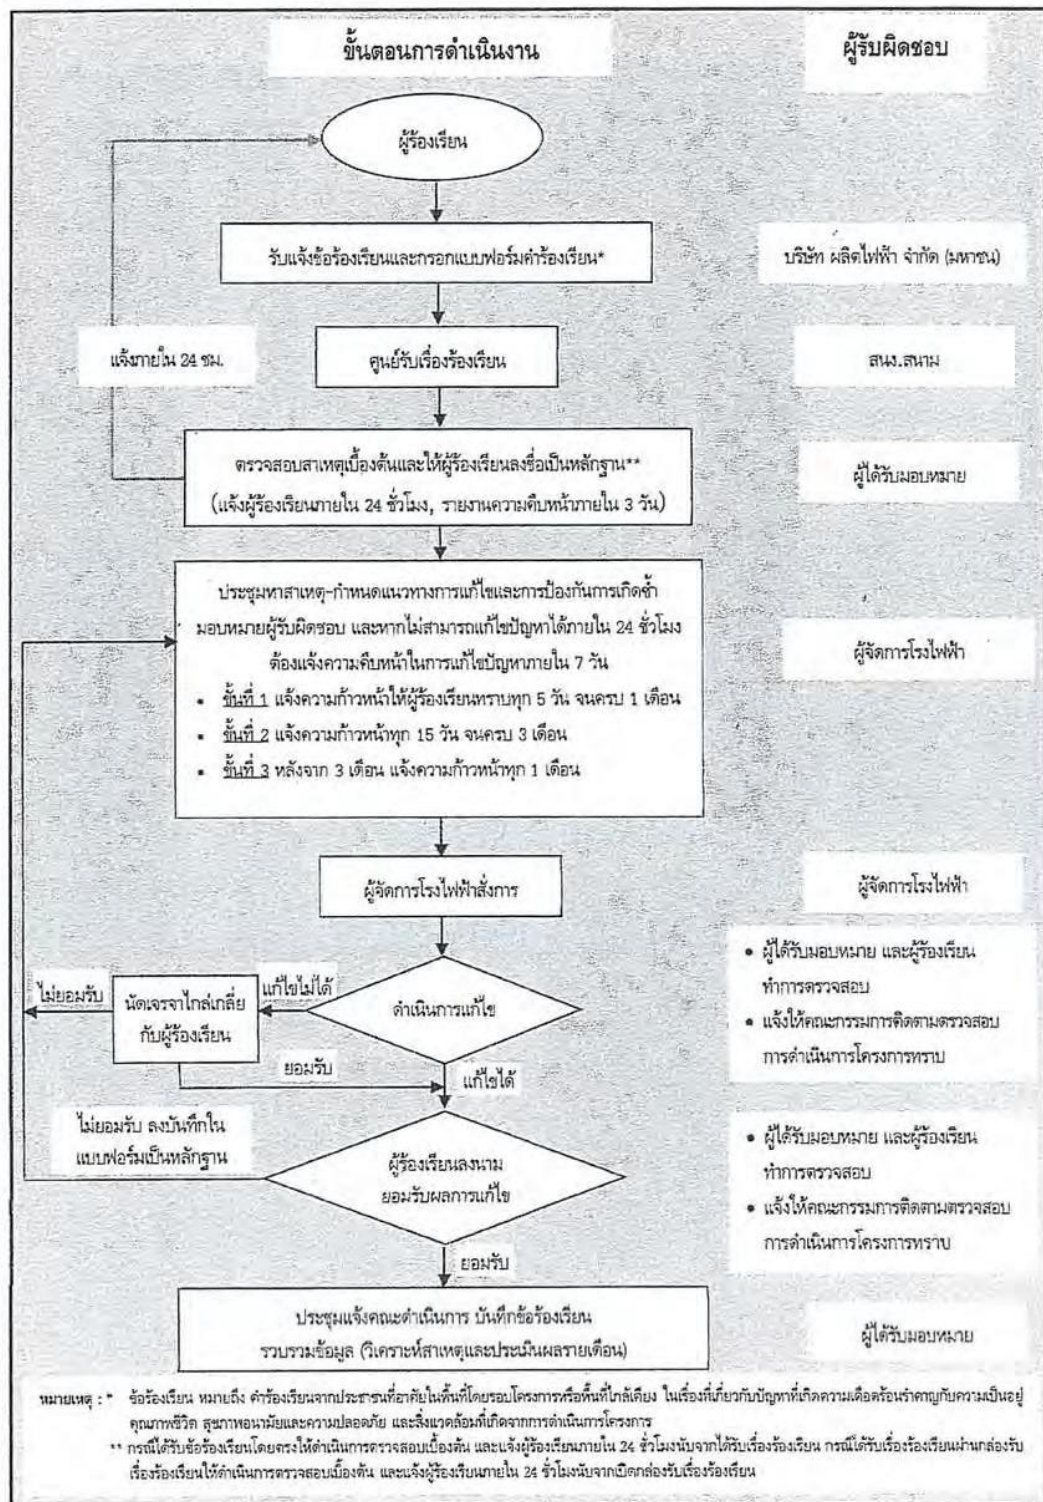 ขั้นตอนการดำเนินงาน
ผู้รับผิดชอบ
ผู้ร้องเรียน
รับแจ้งข้อร้องเรียนและกรอกแบบฟอร์มคำร้องเรียน*
บริษัท ผลิตไฟฟ้า จำกัด (มหาชน)
แจ้งภายใน 24 ชม.
ศูนย์รับเรื่องร้องเรียน
สนง.สนาม
ตรวจสอบสาเหตุเบื้องต้นและให้ผู้ร้องเรียนลงชื่อเป็นหลักฐาน**
(แจ้งผู้ร้องเรียนภายใน 24 ชั่วโมง, รายงานความคืบหน้าภายใน 3 วัน)
ผู้ได้รับมอบหมาย
ประชุมหาสาเหตุ-กำหนดแนวทางการแก้ไขและการป้องกันการเกิดซ้ำ
มอบหมายผู้รับผิดชอบ และหากไม่สามารถแก้ไขปัญหาได้ภายใน 24 ชั่วโมง
ต้องแจ้งความคืบหน้าในการแก้ไขปัญหาภายใน 7 วัน
• ขั้นที่ 1 แจ้งความก้าวหน้าให้ผู้ร้องเรียนทราบทุก 5 วัน จนครบ 1 เดือน
• ขั้นที่ 2 แจ้งความก้าวหน้าทุก 15 วัน จนครบ 3 เดือน
• ขั้นที่ 3 หลังจาก 3 เดือน แจ้งความก้าวหน้าทุก 1 เดือน
ผู้จัดการโรงไฟฟ้า
ผู้จัดการโรงไฟฟ้าสั่งการ
ผู้จัดการโรงไฟฟ้า
ไม่ยอมรับ
นัดเจรจาไกล่เกลี่ย
กับผู้ร้องเรียน
แก้ไขไม่ได้
ดำเนินการแก้ไข
• ผู้ได้รับมอบหมาย และผู้ร้องเรียน
ทำการตรวจสอบ
• แจ้งให้คณะกรรมการติดตามตรวจสอบ
การดำเนินการโครงการทราบ
ยอมรับ
แก้ไขได้
ไม่ยอมรับ ลงบันทึกใน
แบบฟอร์มเป็นหลักฐาน
ผู้ร้องเรียนลงนาม
ยอมรับผลการแก้ไข
• ผู้ได้รับมอบหมาย และผู้ร้องเรียน
ทำการตรวจสอบ
• แจ้งให้คณะกรรมการติดตามตรวจสอบ
การดำเนินการโครงการทราบ
ยอมรับ
ประชุมแจ้งคณะดำเนินการ บันทึกข้อร้องเรียน
รวบรวมข้อมูล (วิเคราะห์สาเหตุและประเมินผลรายเดือน)
ผู้ได้รับมอบหมาย
หมายเหตุ : * ข้อร้องเรียน หมายถึง คำร้องเรียนจากประชาชนที่อาศัยในพื้นที่โดยรอบโครงการหรือพื้นที่ใกล้เคียง ในเรื่องที่เกี่ยวกับปัญหาที่เกิดความเดือดร้อนรำคาญกับความเป็นอยู่
คุณภาพชีวิต สุขภาพอนามัยและความปลอดภัย และสิ่งแวดล้อมที่เกิดจากการดำเนินการโครงการ
** กรณีได้รับข้อร้องเรียนโดยตรงให้ดำเนินการตรวจสอบเบื้องต้น และแจ้งผู้ร้องเรียนภายใน 24 ชั่วโมงนับจากได้รับเรื่องร้องเรียน กรณีได้รับเรื่องร้องเรียนผ่านกล่องรับ
เรื่องร้องเรียนให้ดำเนินการตรวจสอบเบื้องต้น และแจ้งผู้ร้องเรียนภายใน 24 ชั่วโมงนับจากเปิดกล่องรับเรื่องร้องเรียน